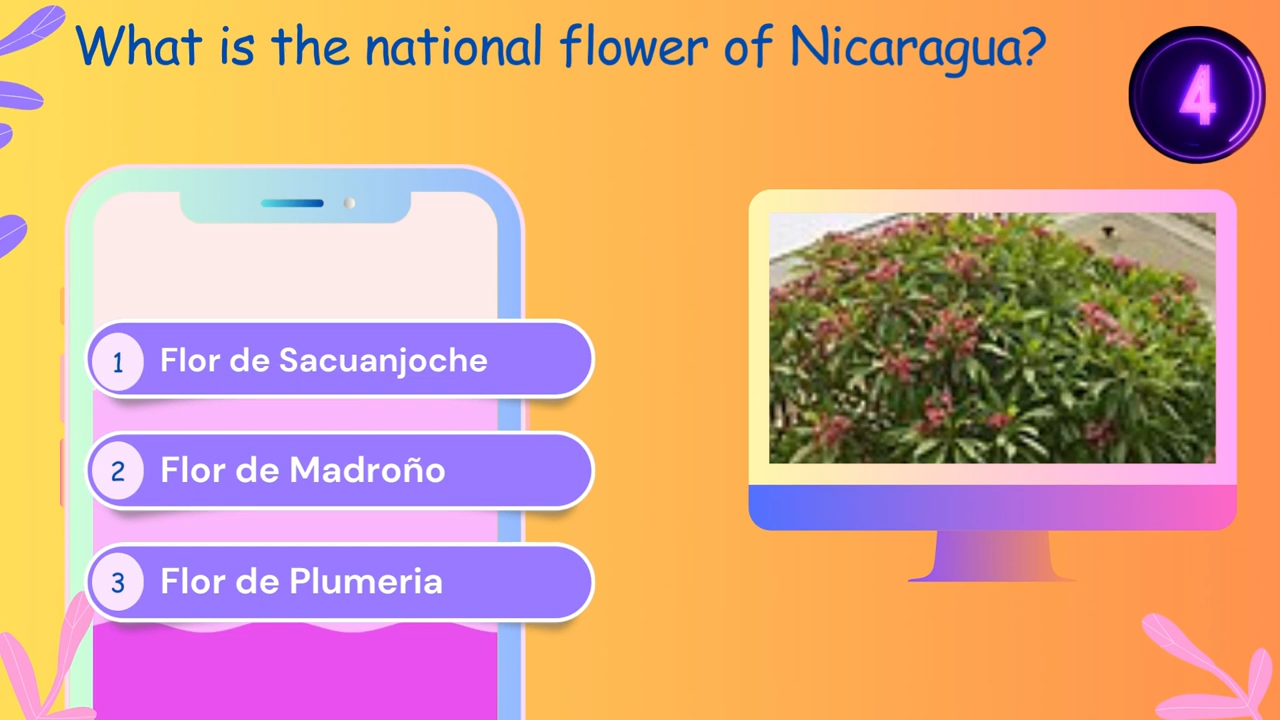 What is the national flower of Nicaragua?
4
1 Flor de Sacuanjoche
2 Flor de Madroño
3 Flor de Plumeria